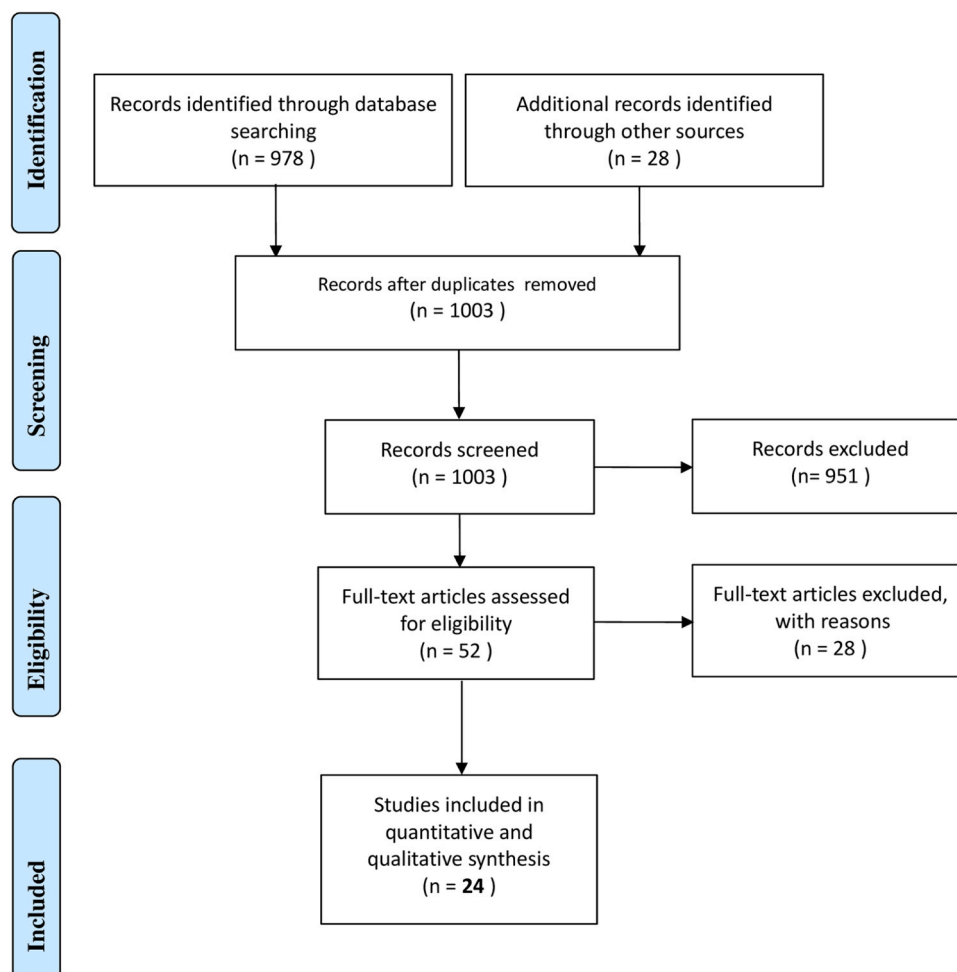 Identification
Records identified through database
searching
(n = 978 )
Additional records identified
through other sources
(n = 28 )
Screening
Records after duplicates  removed
(n = 1003 )
Records screened
(n = 1003 )
Records excluded
(n= 951 )
Eligibility
Full-text articles assessed
for eligibility
(n = 52 )
Full-text articles excluded,
with reasons
(n = 28 )
Included
Studies included in
quantitative and
qualitative synthesis
(n = 24 )